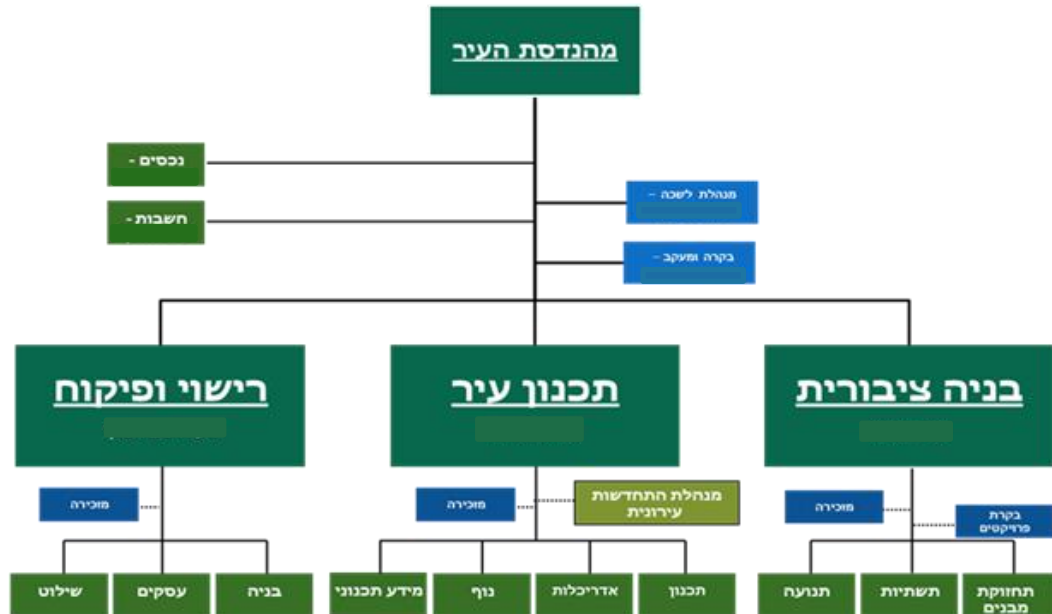 מהנדסת העיר
נכסים -
חשבות -
מנהלת לשכה –
בקרה ומעקב –
בניה ציבורית
תכנון עיר
רישוי ופיקוח
מזכירה
בקרת
פרויקטים
מנהלת התחדשות
עירונית
מזכירה
מזכירה
תחזוקת
מבנים
תשתיות
תנועה
תכנון
אדריכלות
נוף
מידע תכנוני
בניה
עסקים
שילוט